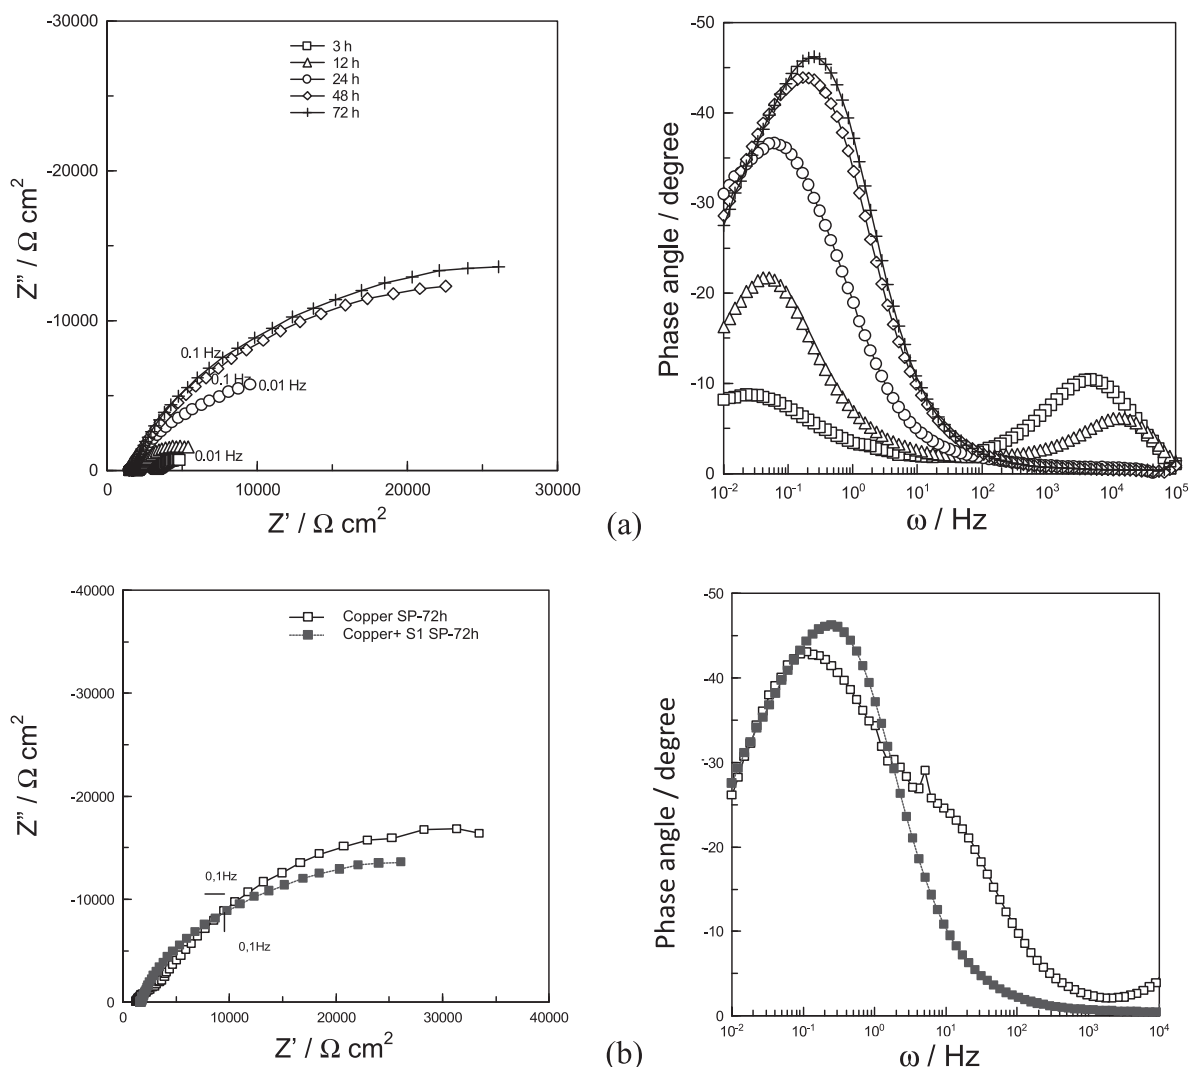 -30000
-20000
-10000
0
Z'' / Ω cm²
3 h
12 h
24 h
48 h
72 h
0.1 Hz
0.1 Hz
0.01 Hz
0.01 Hz
0 10000 20000 30000
Z' / Ω cm²
-50
-40
-30
-20
-10
0
Phase angle / degree
10⁻² 10⁻¹ 10⁰ 10¹ 10² 10³ 10⁴ 10⁵
ω / Hz
(a)
-40000
-30000
-20000
-10000
0
Z'' / Ω cm²
Copper SP-72h
Copper+ S1 SP-72h
0,1Hz
0,1Hz
0 10000 20000 30000 40000
Z' / Ω cm²
-50
-40
-30
-20
-10
0
Phase angle / degree
10⁻² 10⁻¹ 10⁰ 10¹ 10² 10³ 10⁴
ω / Hz
(b)